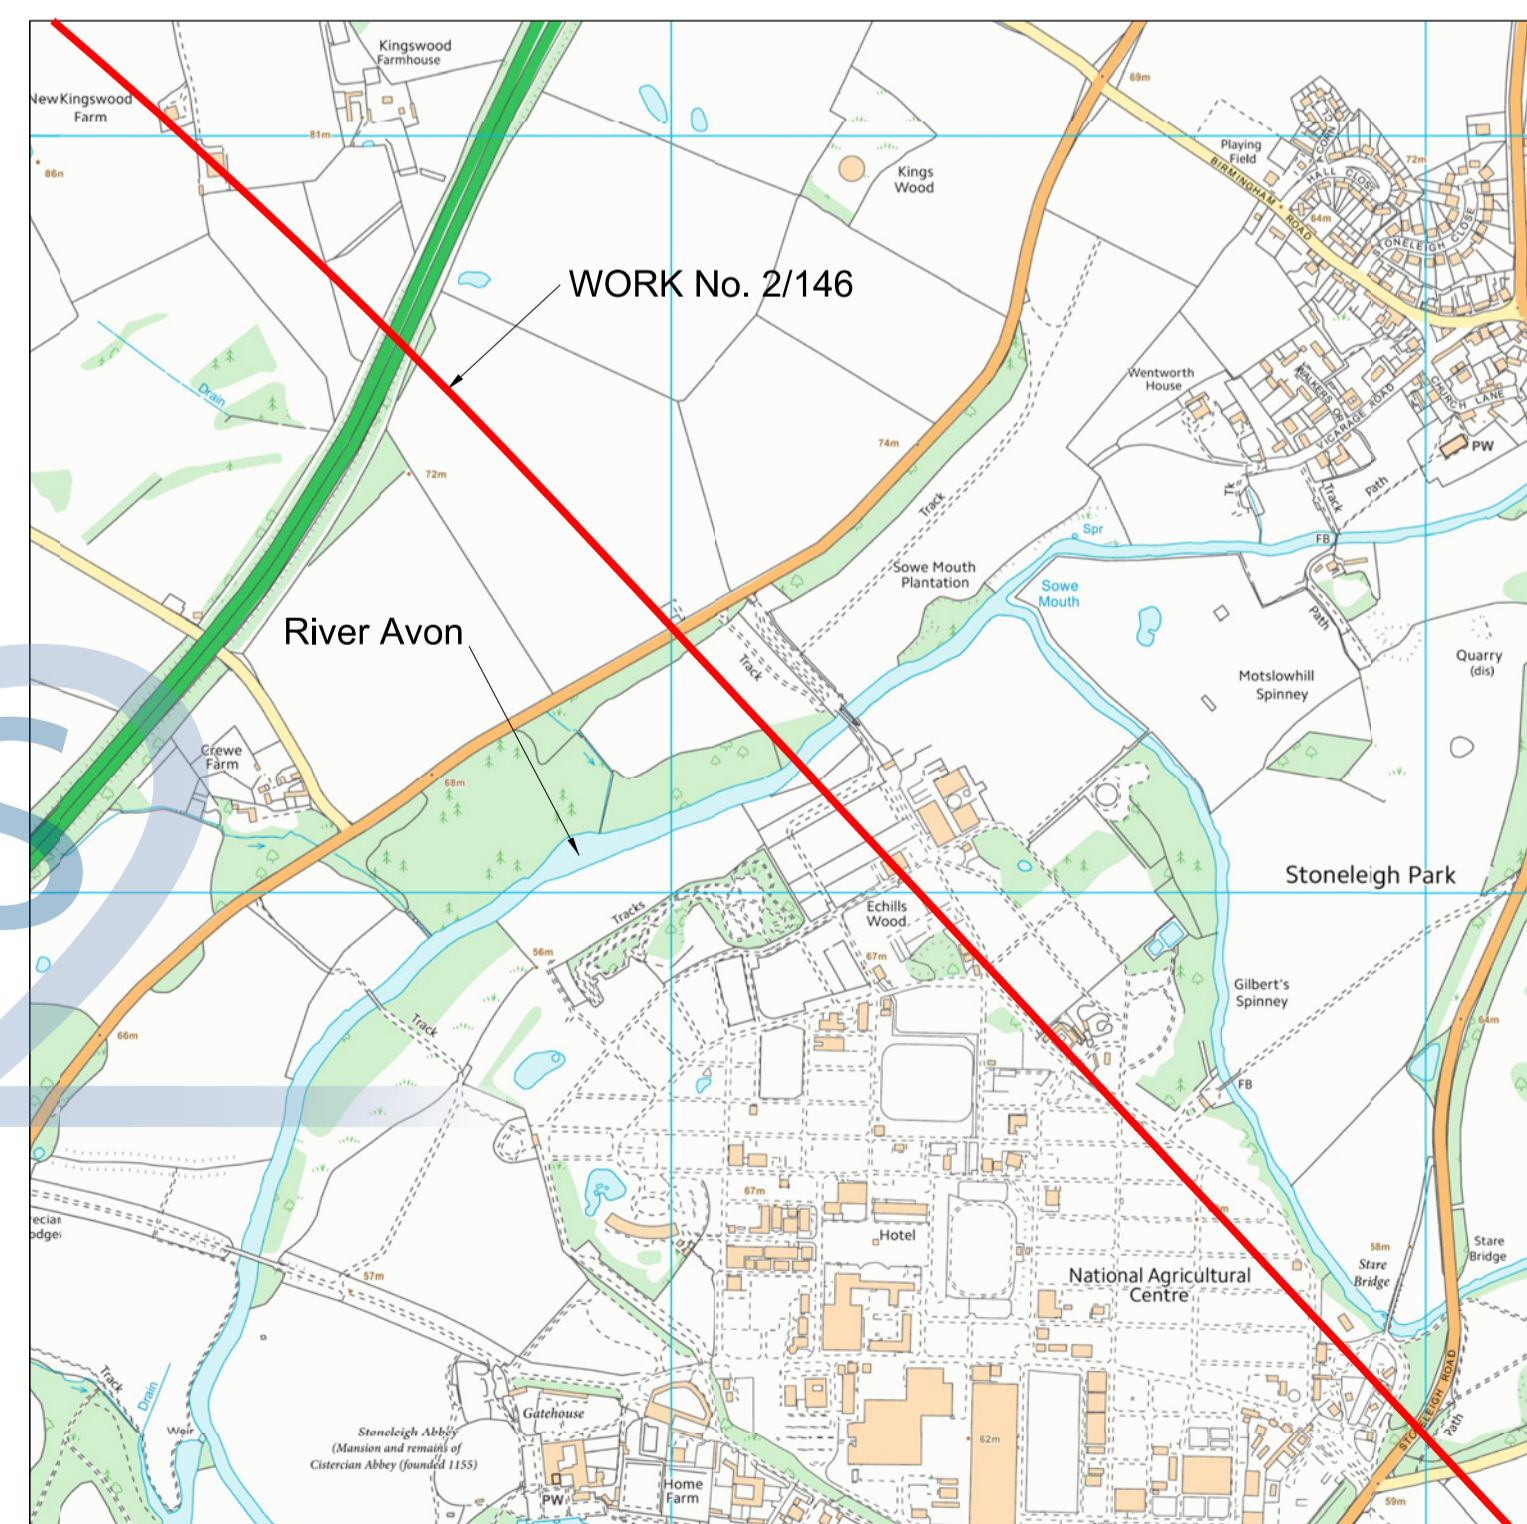 Kingswood
Farmhouse
69m
New Kingswood
Farm
81m
86m
Playing
Field
ACORN CL
72m
Kings
Wood
HALL CLOSE
BIRMINGHAM ROAD
64m
STONELEIGH CLOSE
WORK No. 2/146
Wentworth
House
Drain
WALKERS OR
CHURCH LANE
VICARAGE ROAD
74m
PW
72m
Tk
Track
Path
Track
Spr
FB
Sowe Mouth
Plantation
Sowe
Mouth
Path
River Avon
Quarry
(dis)
Track
Motslowhill
Spinney
Crewe
Farm
68m
Stoneleigh Park
Echills
Wood
Tracks
56m
67m
Gilbert's
Spinney
Track
64m
66m
FB
67m
Hotel
58m
Stare
Bridge
Stare
Bridge
57m
National Agricultural
Centre
Track
Drain
Weir
Gatehouse
Stoneleigh Abbey
(Mansion and remains of
Cistercian Abbey (founded 1155)
62m
STONELEIGH ROAD
Path
Home
Farm
PW
59m
S2